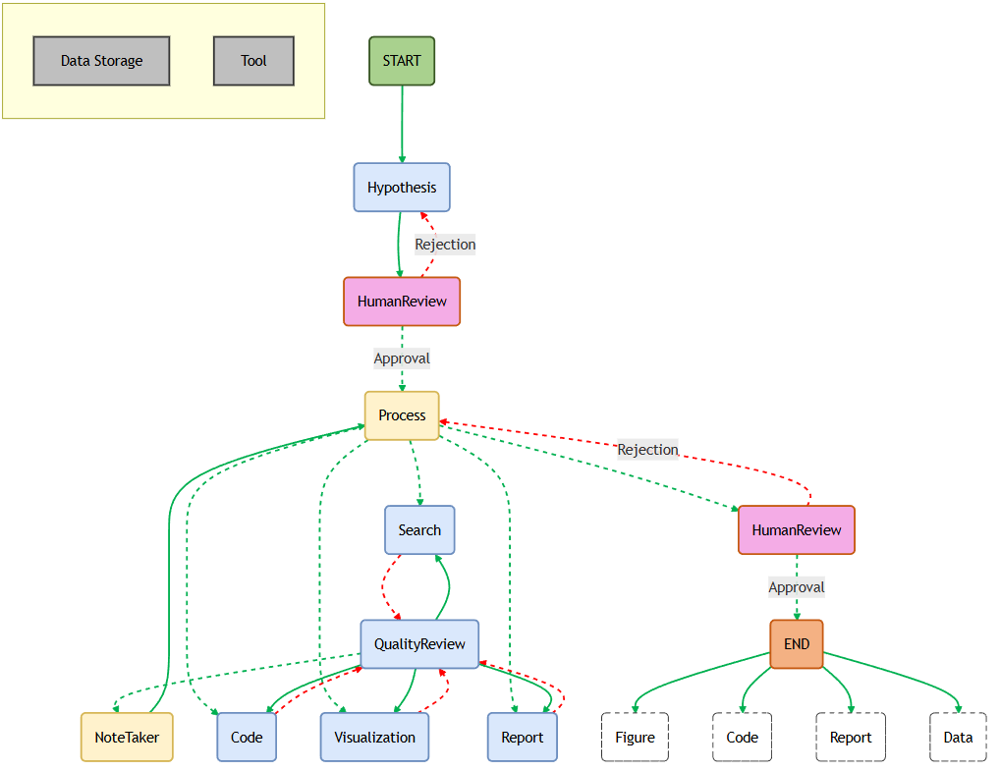 Data Storage
Tool
START
Hypothesis
Rejection
HumanReview
Approval
Process
Rejection
Search
HumanReview
Approval
QualityReview
END
NoteTaker
Code
Visualization
Report
Figure
Code
Report
Data